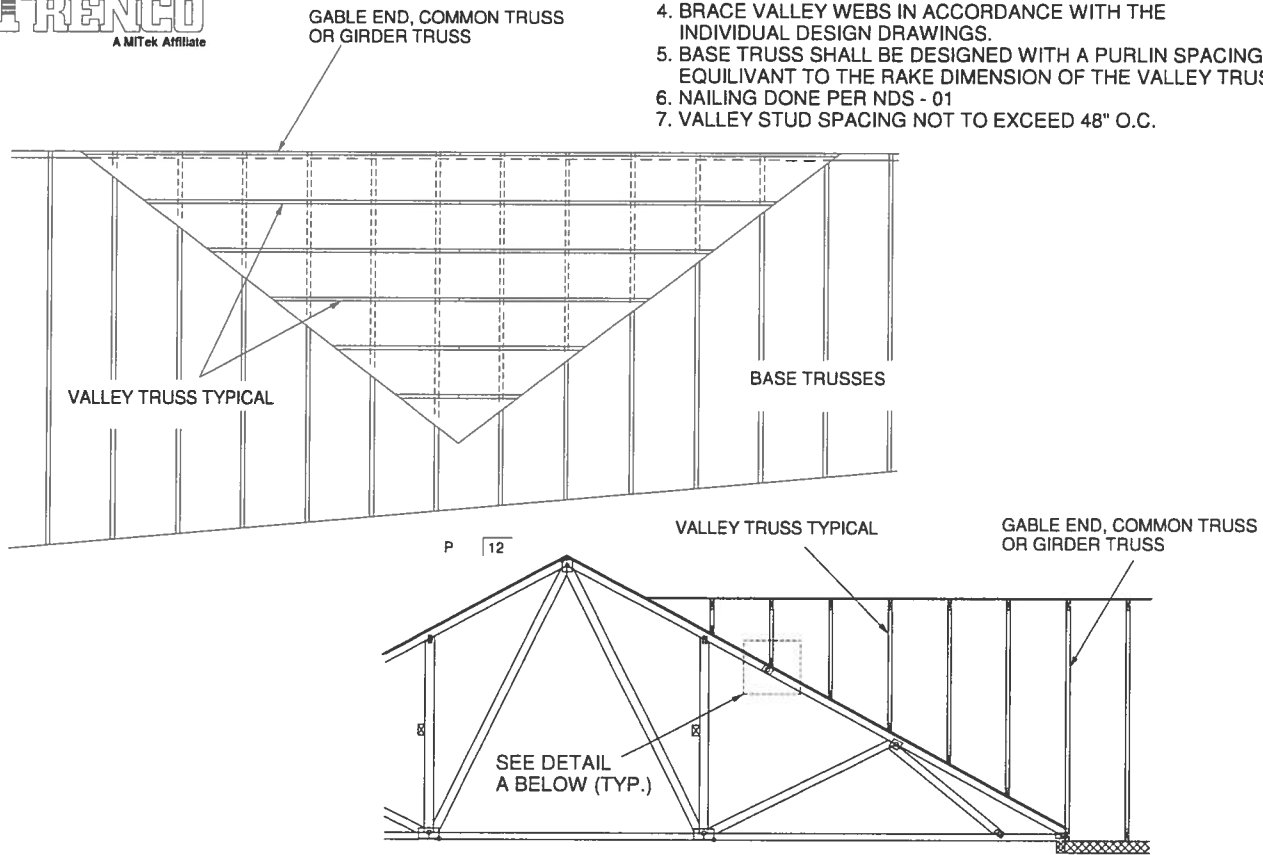 TRENCO
A MiTek Affiliate
GABLE END, COMMON TRUSS
OR GIRDER TRUSS
4. BRACE VALLEY WEBS IN ACCORDANCE WITH THE
INDIVIDUAL DESIGN DRAWINGS.
5. BASE TRUSS SHALL BE DESIGNED WITH A PURLIN SPACING
EQUILIVANT TO THE RAKE DIMENSION OF THE VALLEY TRUS
6. NAILING DONE PER NDS - 01
7. VALLEY STUD SPACING NOT TO EXCEED 48" O.C.
VALLEY TRUSS TYPICAL
BASE TRUSSES
P 12
VALLEY TRUSS TYPICAL
GABLE END, COMMON TRUSS
OR GIRDER TRUSS
SEE DETAIL
A BELOW (TYP.)